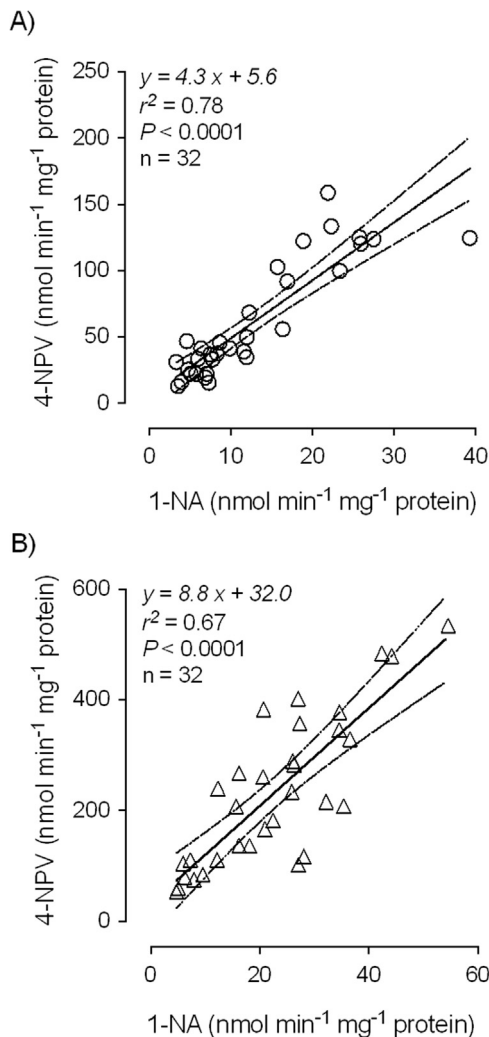 A)
y = 4.3 x + 5.6
r² = 0.78
P < 0.0001
n = 32
250
200
150
100
50
0
4-NPV (nmol min⁻¹ mg⁻¹ protein)
0 10 20 30 40
1-NA (nmol min⁻¹ mg⁻¹ protein)
B)
y = 8.8 x + 32.0
r² = 0.67
P < 0.0001
n = 32
600
400
200
0
4-NPV (nmol min⁻¹ mg⁻¹ protein)
0 20 40 60
1-NA (nmol min⁻¹ mg⁻¹ protein)